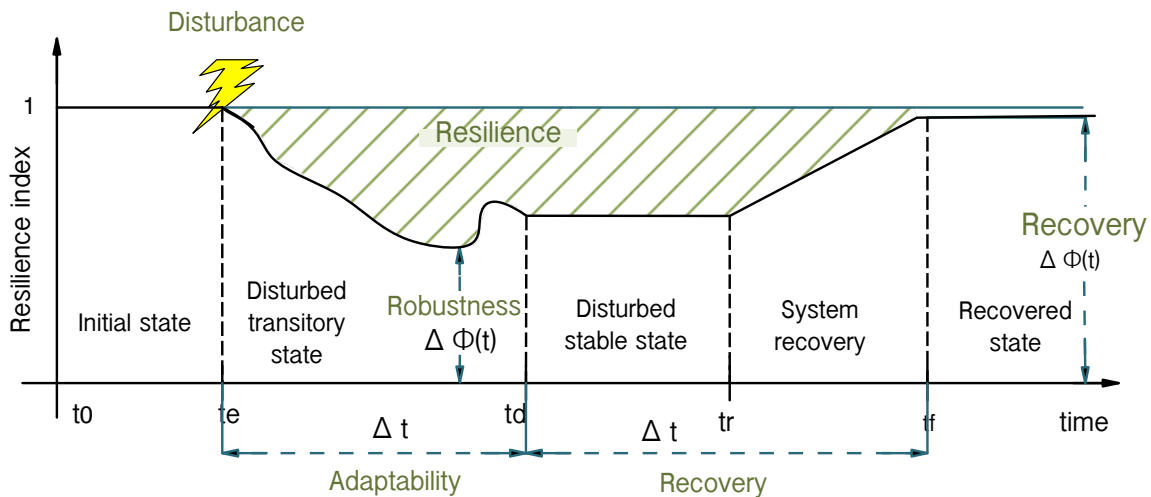 Disturbance
1
Resilience
Resilience index
Recovery
Δ Φ(t)
Initial state
Disturbed
transitory
state
Robustness
Δ Φ(t)
Disturbed
stable state
System
recovery
Recovered
state
t0
te
td
tr
tf
time
Δ t
Δ t
Adaptability
Recovery